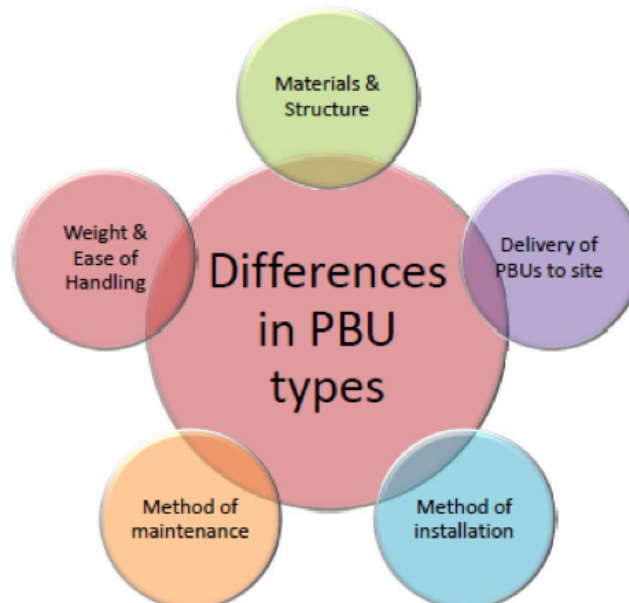 Materials &
Structure
Weight &
Ease of
Handling
Differences
in PBU
types
Delivery of
PBUs to site
Method of
maintenance
Method of
installation